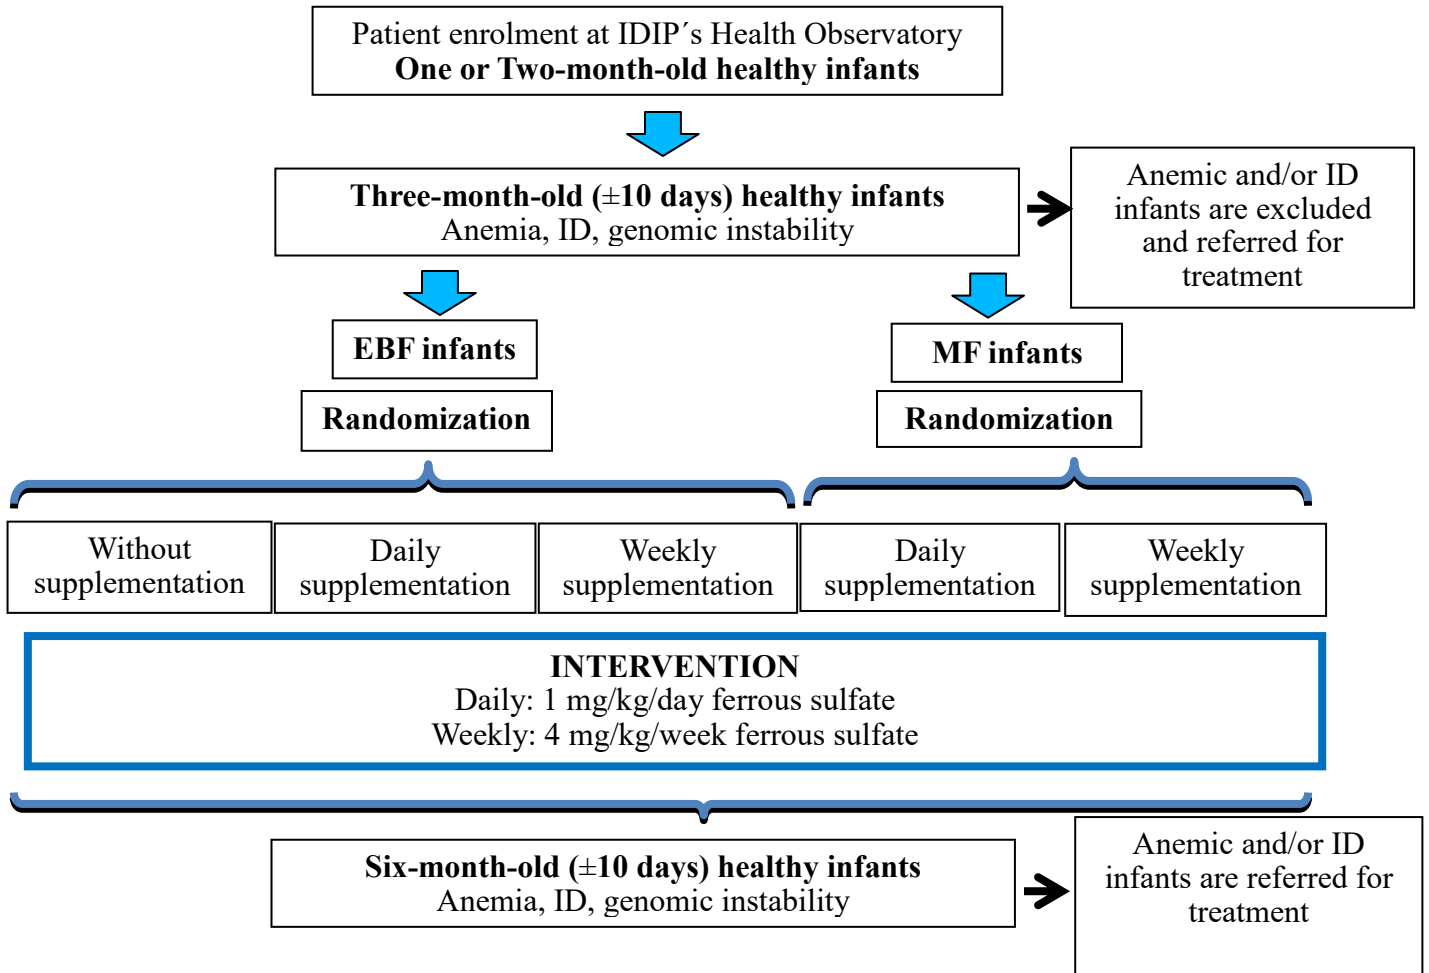 Patient enrolment at IDIP´s Health Observatory
One or Two-month-old healthy infants
Three-month-old (±10 days) healthy infants
Anemia, ID, genomic instability
Anemic and/or ID
infants are excluded
and referred for
treatment
EBF infants
MF infants
Randomization
Randomization
Without
supplementation
Daily
supplementation
Weekly
supplementation
Daily
supplementation
Weekly
supplementation
INTERVENTION
Daily: 1 mg/kg/day ferrous sulfate
Weekly: 4 mg/kg/week ferrous sulfate
Six-month-old (±10 days) healthy infants
Anemia, ID, genomic instability
Anemic and/or ID
infants are referred for
treatment